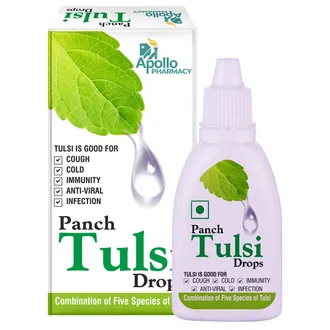 Apollo
PHARMACY
TULSI IS GOOD FOR
COUGH
COLD
IMMUNITY
ANTI-VIRAL
INFECTION
Panch
Tulsi
Drops
Combination of Five Species of Tulsi
Panch
Tulsi
Drops
TULSI IS GOOD FOR
COUGH COLD IMMUNITY
ANTI-VIRAL INFECTION
Combination of Five Species of Tulsi